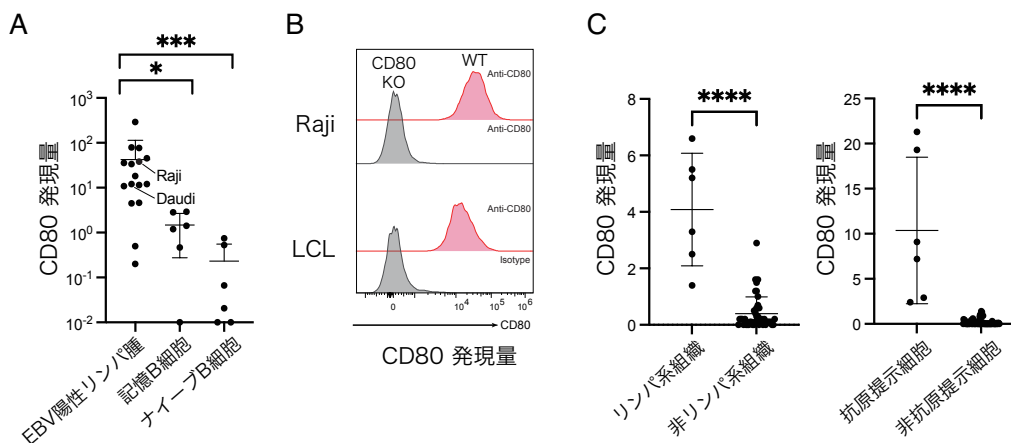 A
***
*
CD80 発現量
10³
10²
10¹
10⁰
10⁻¹
10⁻²
Raji
Daudi
EBV陽性リンパ腫
記憶B細胞
ナイーブB細胞
B
CD80
KO
WT
Anti-CD80
Raji
Anti-CD80
Anti-CD80
LCL
Isotype
0
10⁴
10⁵
10⁶
CD80
CD80 発現量
C
****
CD80 発現量
8
6
4
2
0
リンパ系組織
非リンパ系組織
****
CD80 発現量
25
20
15
10
5
0
抗原提示細胞
非抗原提示細胞